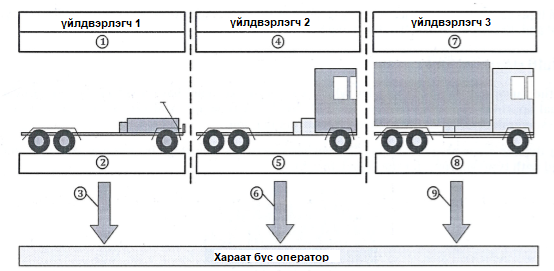 үйлдвэрлэгч 1
үйлдвэрлэгч 2
үйлдвэрлэгч 3
①
④
⑦
②
⑤
⑧
③
⑥
⑨
Хараат бус оператор